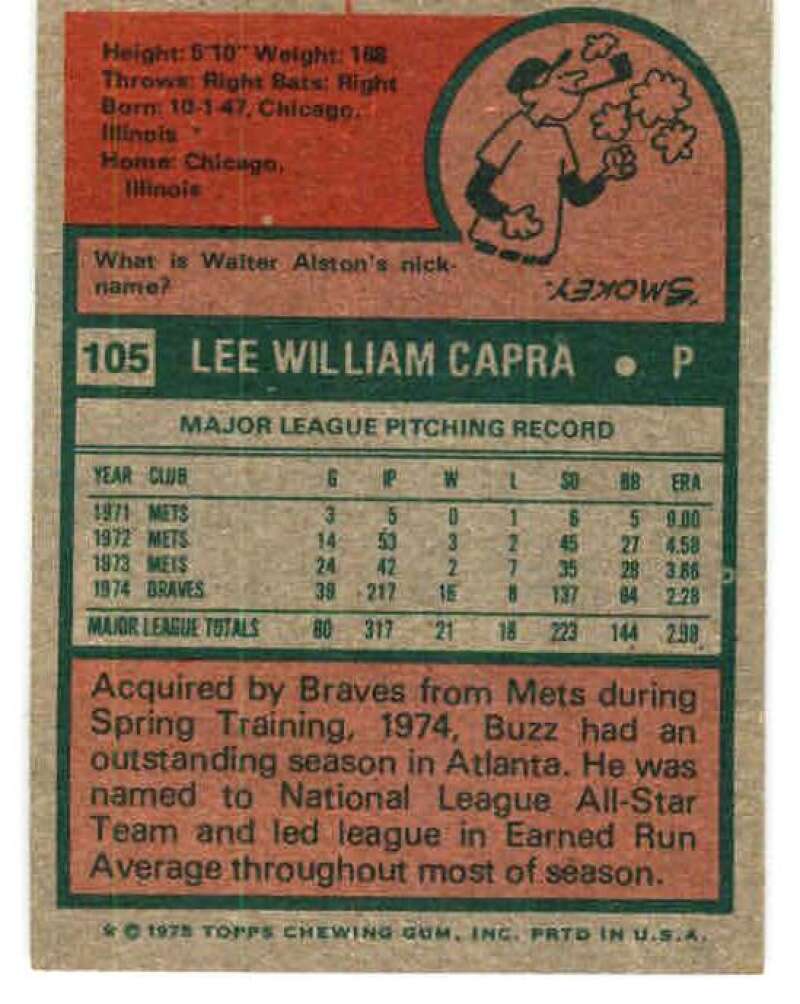 Height: 5'10" Weight: 168
Throws: Right Bats: Right
Born: 10-1-47, Chicago,
Illinois
Home: Chicago,
Illinois
What is Walter Alston's nick-
name?
"SMOKEY."
105 LEE WILLIAM CAPRA • P
MAJOR LEAGUE PITCHING RECORD
YEAR CLUB G IP W L SO BB ERA
1971 METS 3 5 0 1 6 5 9.00
1972 METS 14 53 3 2 45 27 4.58
1973 METS 24 42 2 7 35 28 3.86
1974 BRAVES 39 217 16 8 137 84 2.28
MAJOR LEAGUE TOTALS 80 317 21 18 223 144 2.98
Acquired by Braves from Mets during
Spring Training, 1974, Buzz had an
outstanding season in Atlanta. He was
named to National League All-Star
Team and led league in Earned Run
Average throughout most of season.
© 1975 TOPPS CHEWING GUM, INC. PRTD IN U.S.A.